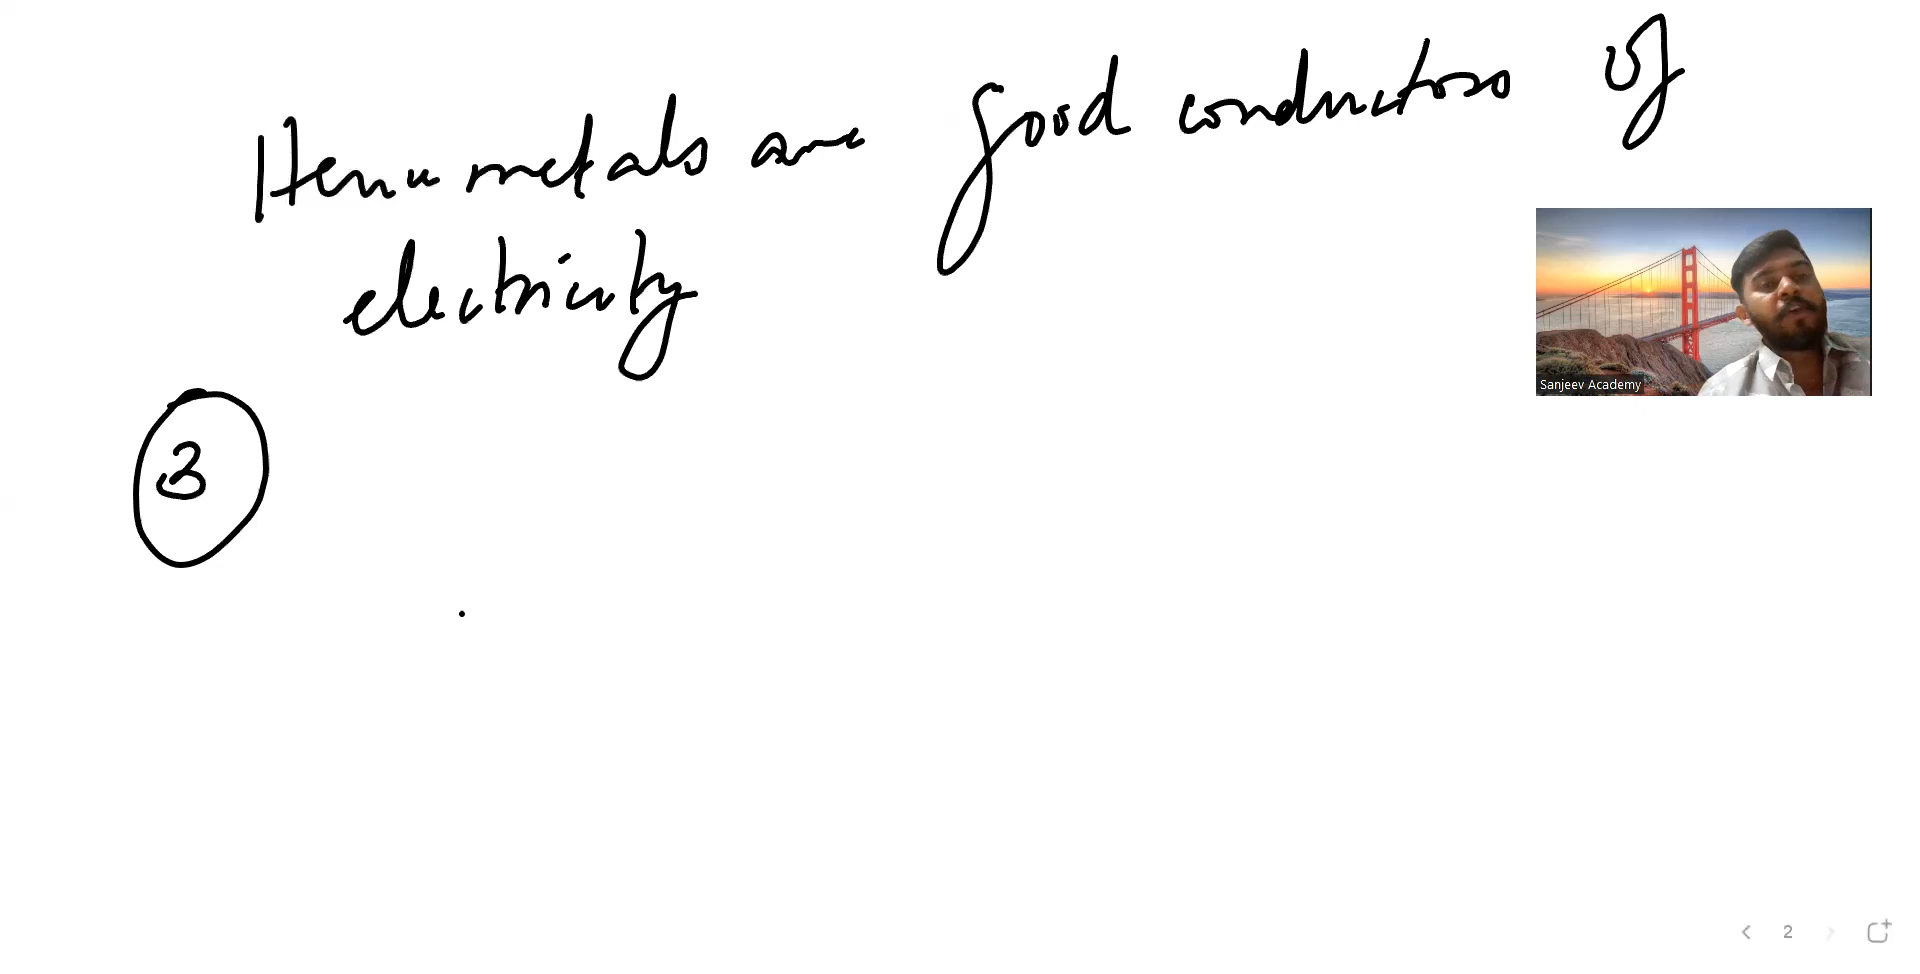 Hence metals are good conductors of
electricity
3
Sanjeev Academy
2